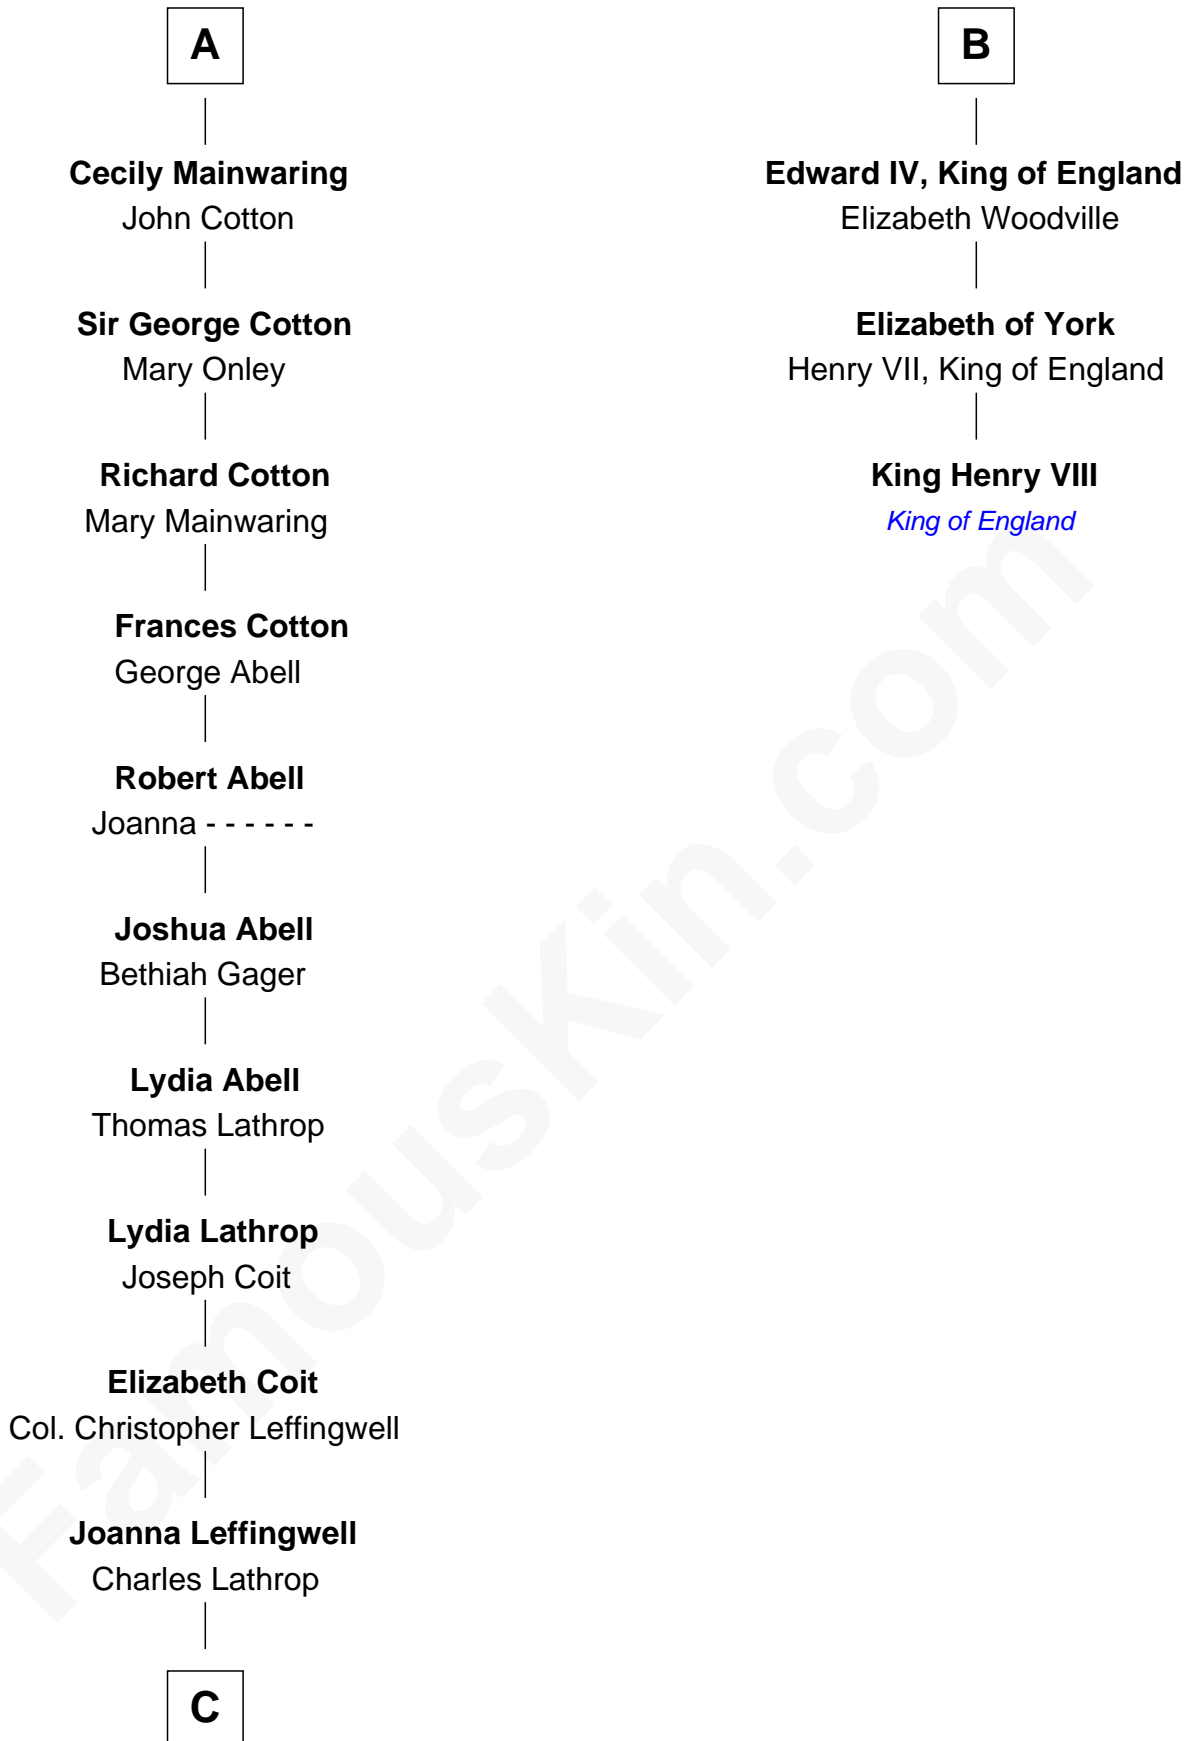 A
Cecily Mainwaring
John Cotton
Sir George Cotton
Mary Onley
Richard Cotton
Mary Mainwaring
Frances Cotton
George Abell
Robert Abell
Joanna - - - - - -
Joshua Abell
Bethiah Gager
Lydia Abell
Thomas Lathrop
Lydia Lathrop
Joseph Coit
Elizabeth Coit
Col. Christopher Leffingwell
Joanna Leffingwell
Charles Lathrop
C
B
Edward IV, King of England
Elizabeth Woodville
Elizabeth of York
Henry VII, King of England
King Henry VIII
King of England
FamousKin.com